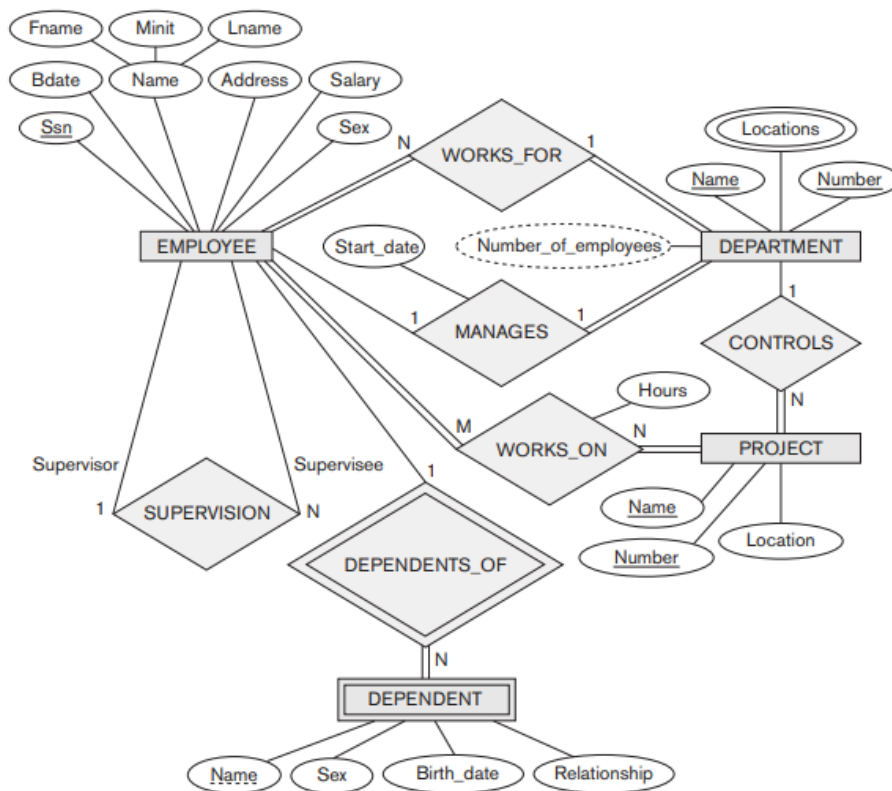 Fname Minit Lname
Bdate Name Address Salary
Ssn Sex
N WORKS_FOR 1
Locations
Name Number
EMPLOYEE Start_date Number_of_employees DEPARTMENT
1 MANAGES 1
1
CONTROLS
N
Hours
M WORKS_ON N
PROJECT
Supervisor Supervisee
1 SUPERVISION N
1
Name
Number Location
DEPENDENTS_OF
N
DEPENDENT
Name Sex Birth_date Relationship